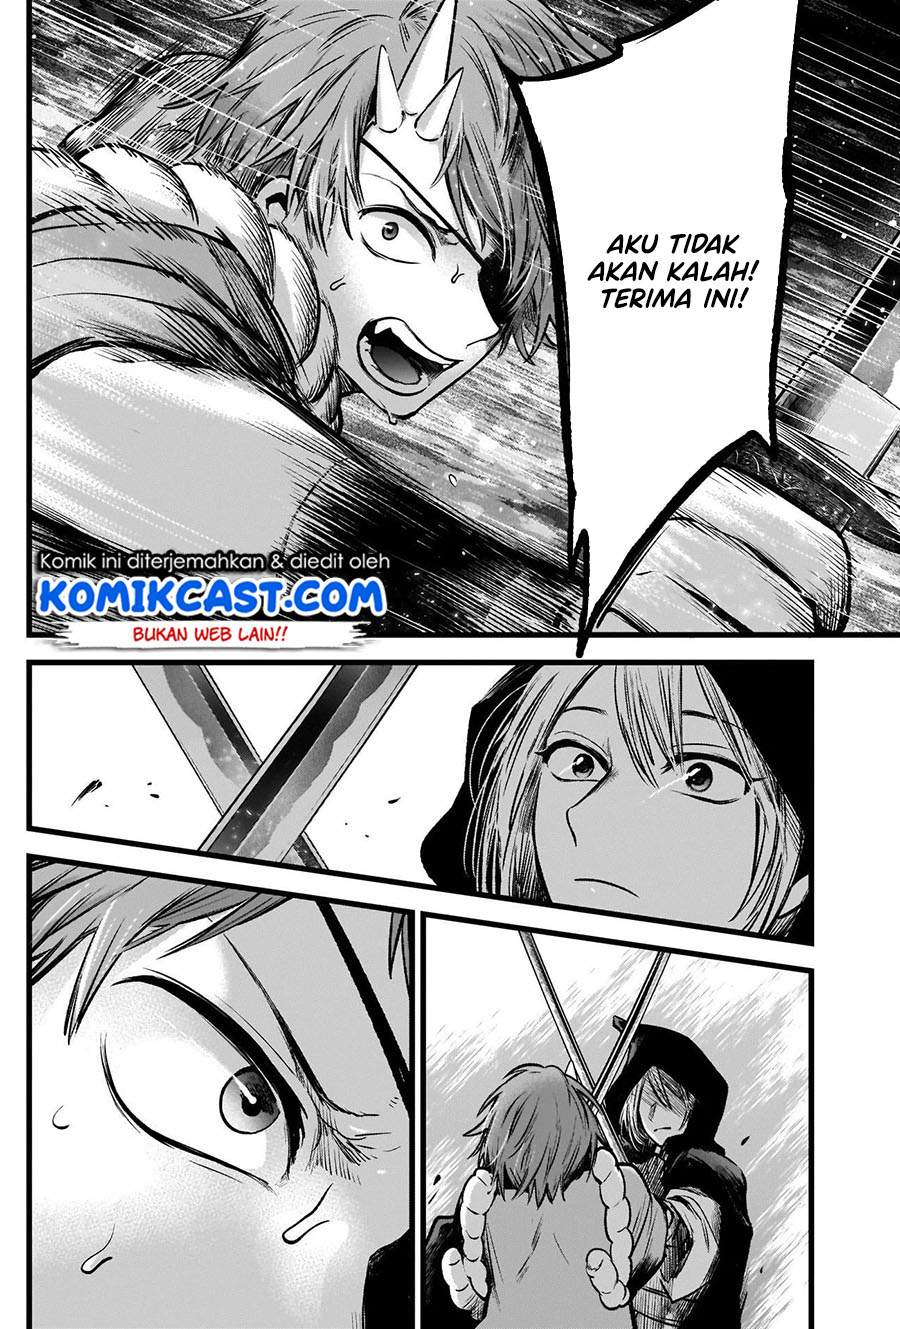 AKU TIDAK
AKAN KALAH!
TERIMA INI!
Komik ini diterjemahkan & diedit oleh
KOMIKCAST.COM
BUKAN WEB LAIN!!